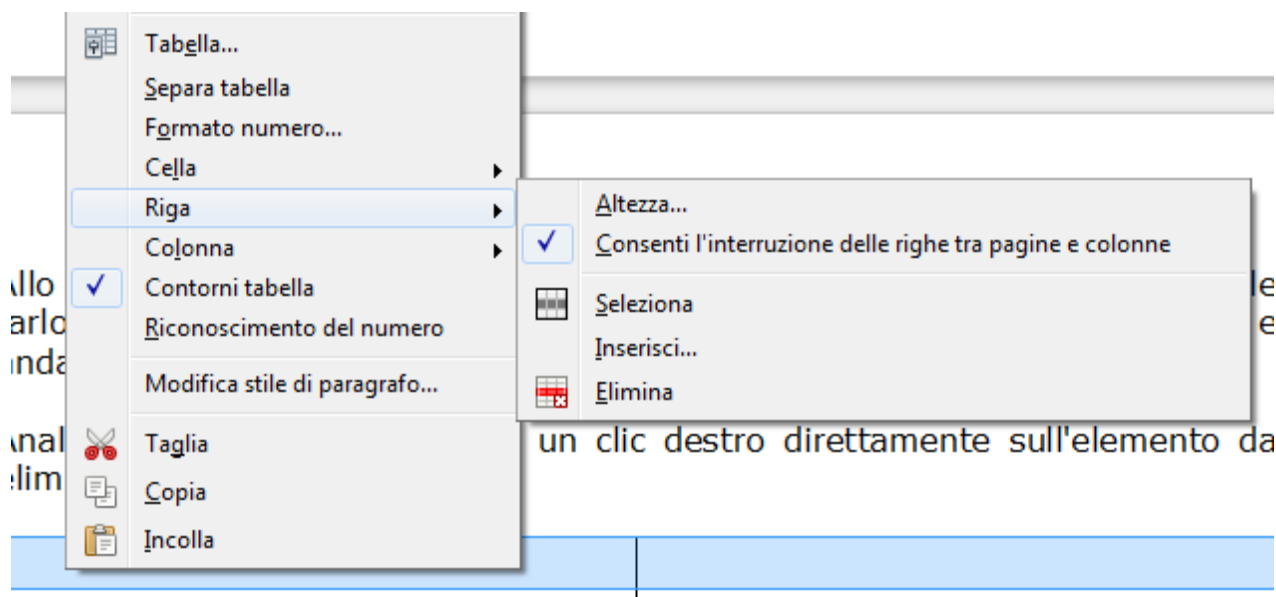 Tabella...
Separa tabella
Formato numero...
Cella
Riga
Colonna
Contorni tabella
Riconoscimento del numero
Modifica stile di paragrafo...
Taglia
Copia
Incolla
Altezza...
Consenti l'interruzione delle righe tra pagine e colonne
Seleziona
Inserisci...
Elimina
un clic destro direttamente sull'elemento da